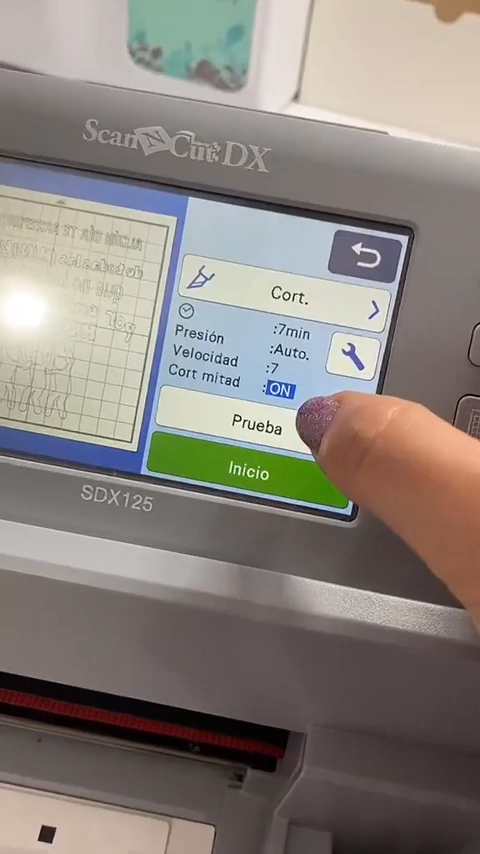 ScanNCut DX
Cort.
:7min
Presión :Auto.
Velocidad :7
Cort mitad :ON
Prueba
Inicio
SDX125